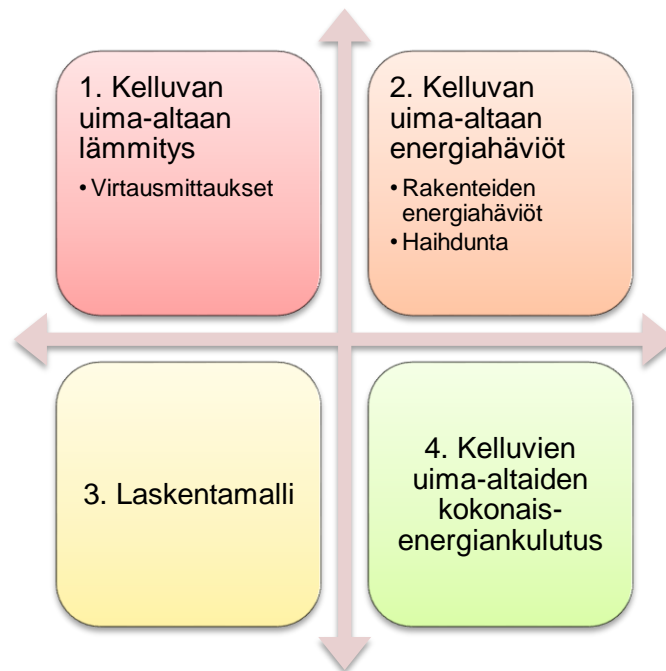 1. Kelluvan
uima-altaan
lämmitys
• Virtausmittaukset
2. Kelluvan
uima-altaan
energiahäviöt
• Rakenteiden
energiahäviöt
• Haihdunta
3. Laskentamalli
4. Kelluvien
uima-altaiden
kokonais-
energiankulutus